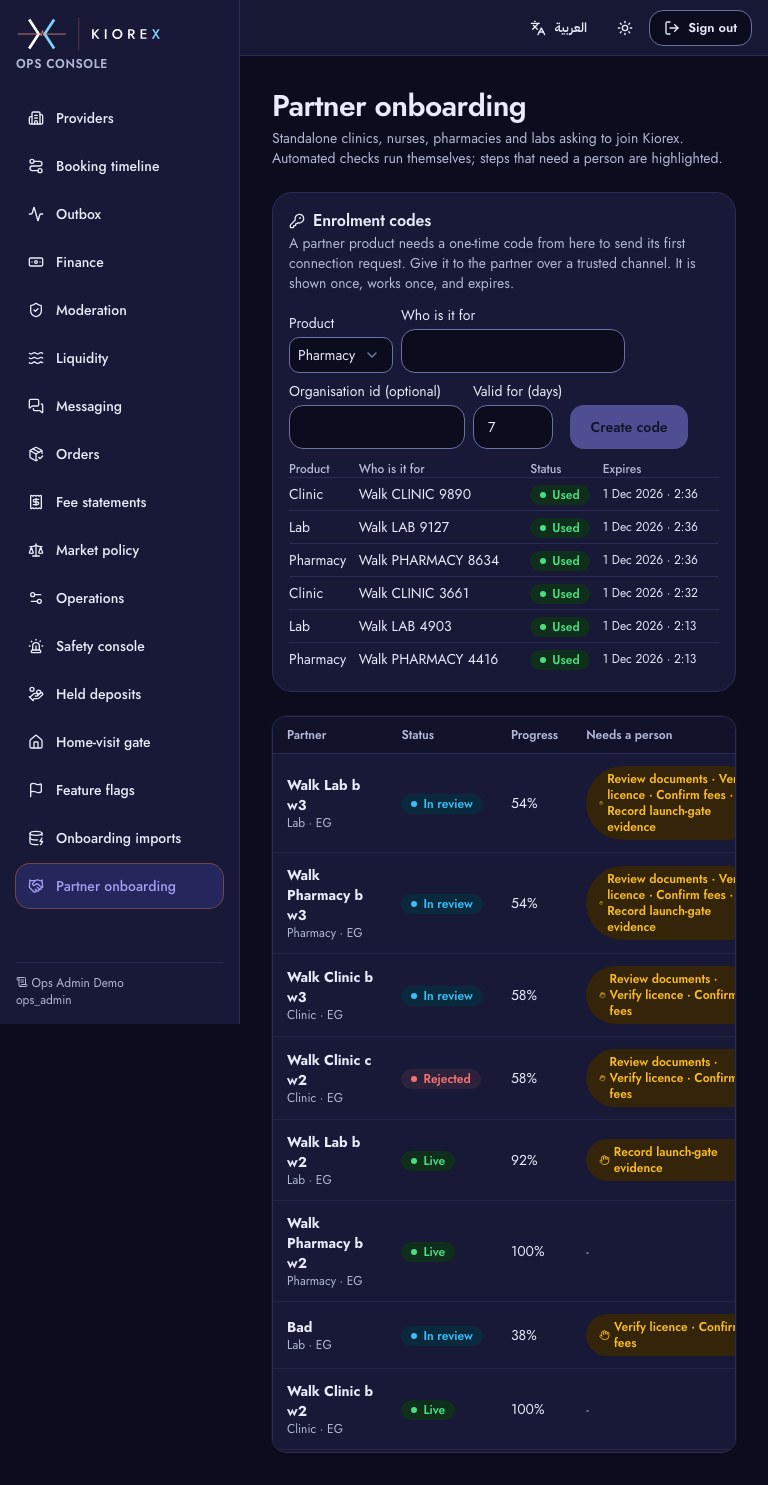 KIOREX
OPS CONSOLE
العربية
Sign out
Providers
Booking timeline
Outbox
Finance
Moderation
Liquidity
Messaging
Orders
Fee statements
Market policy
Operations
Safety console
Held deposits
Home-visit gate
Feature flags
Onboarding imports
Partner onboarding
Ops Admin Demo
ops_admin
Partner onboarding
Standalone clinics, nurses, pharmacies and labs asking to join Kiorex.
Automated checks run themselves; steps that need a person are highlighted.
Enrolment codes
A partner product needs a one-time code from here to send its first
connection request. Give it to the partner over a trusted channel. It is
shown once, works once, and expires.
Product
Who is it for
Pharmacy
Organisation id (optional)
Valid for (days)
7
Create code
Product Who is it for Status Expires
Clinic Walk CLINIC 9890 Used 1 Dec 2026 · 2:36
Lab Walk LAB 9127 Used 1 Dec 2026 · 2:36
Pharmacy Walk PHARMACY 8634 Used 1 Dec 2026 · 2:36
Clinic Walk CLINIC 3661 Used 1 Dec 2026 · 2:32
Lab Walk LAB 4903 Used 1 Dec 2026 · 2:13
Pharmacy Walk PHARMACY 4416 Used 1 Dec 2026 · 2:13
Partner Status Progress Needs a person
Walk Lab b
w3
Lab · EG
In review
54%
Review documents ·
licence · Confirm fees ·
Record launch-gate
evidence
Walk
Pharmacy b
w3
Pharmacy · EG
In review
54%
Review documents ·
licence · Confirm fees ·
Record launch-gate
evidence
Walk Clinic b
w3
Clinic · EG
In review
58%
Review documents ·
Verify licence · Confirm
fees
Walk Clinic c
w2
Clinic · EG
Rejected
58%
Review documents ·
Verify licence · Confirm
fees
Walk Lab b
w2
Lab · EG
Live
92%
Record launch-gate
evidence
Walk
Pharmacy b
w2
Pharmacy · EG
Live
100%
-
Bad
Lab · EG
In review
38%
Verify licence · Confirm
fees
Walk Clinic b
w2
Clinic · EG
Live
100%
-